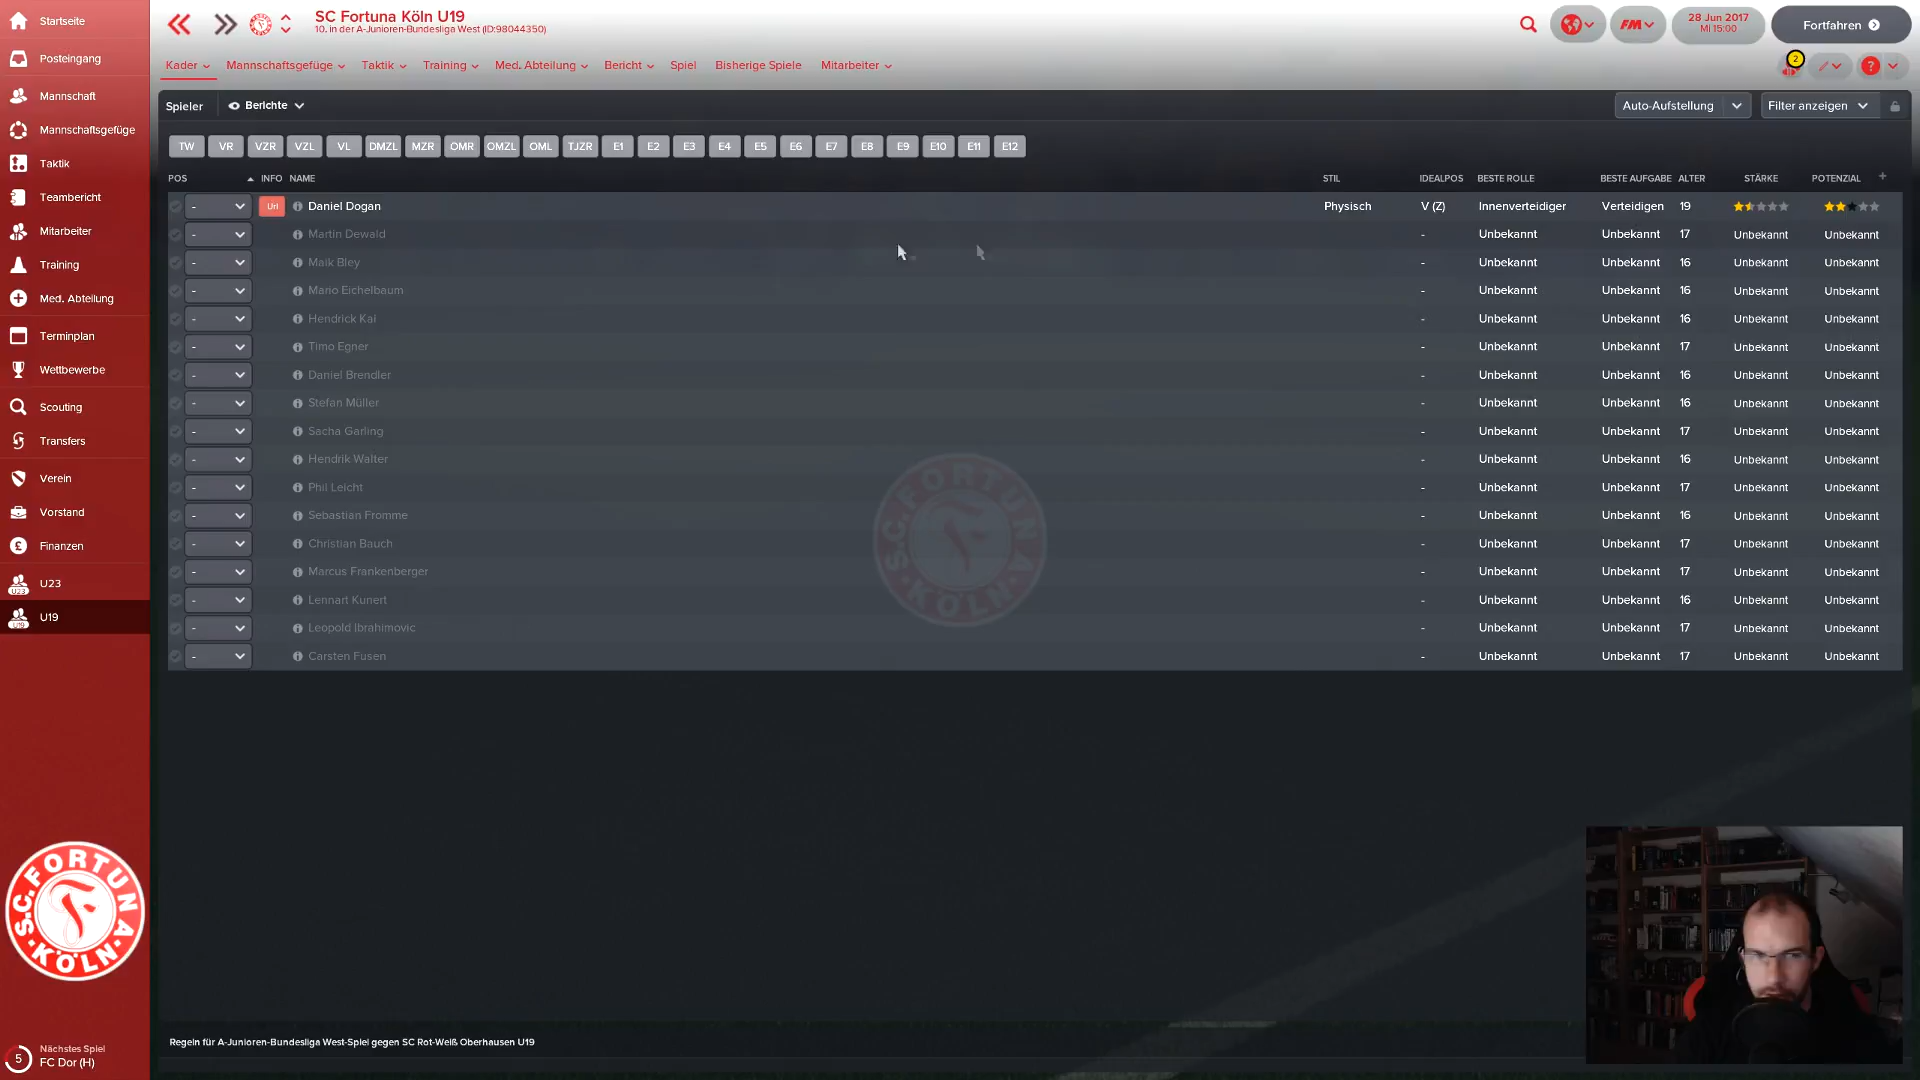 Startseite
Posteingang
Mannschaft
Mannschaftsgefüge
Taktik
Teambericht
Mitarbeiter
Training
Med. Abteilung
Terminplan
Wettbewerbe
Scouting
Transfers
Verein
Vorstand
Finanzen
U23
U19
S.C. FORTUNA KÖLN
5 Nächstes Spiel
FC Dor (H)
SC Fortuna Köln U19
10. in der A-Junioren-Bundesliga West (ID:98044350)
FM
28 Jun 2017
Mi 15:00
Fortfahren
Kader Mannschaftsgefüge Taktik Training Med. Abteilung Bericht Spiel Bisherige Spiele Mitarbeiter
2
?
Spieler Berichte Auto-Aufstellung Filter anzeigen
TW VR VZR VZL VL DMZL MZR OMR OMZL OML TJZR E1 E2 E3 E4 E5 E6 E7 E8 E9 E10 E11 E12
POS INFO NAME STIL IDEALPOS BESTE ROLLE BESTE AUFGABE ALTER STÄRKE POTENZIAL +
- Url Daniel Dogan Physisch V (Z) Innenverteidiger Verteidigen 19
- Martin Dewald - Unbekannt Unbekannt 17 Unbekannt Unbekannt
- Maik Bley - Unbekannt Unbekannt 16 Unbekannt Unbekannt
- Mario Eichelbaum - Unbekannt Unbekannt 16 Unbekannt Unbekannt
- Hendrick Kai - Unbekannt Unbekannt 16 Unbekannt Unbekannt
- Timo Egner - Unbekannt Unbekannt 17 Unbekannt Unbekannt
- Daniel Brendler - Unbekannt Unbekannt 16 Unbekannt Unbekannt
- Stefan Müller - Unbekannt Unbekannt 16 Unbekannt Unbekannt
- Sacha Garling - Unbekannt Unbekannt 17 Unbekannt Unbekannt
- Hendrik Walter - Unbekannt Unbekannt 16 Unbekannt Unbekannt
- Phil Leicht - Unbekannt Unbekannt 17 Unbekannt Unbekannt
- Sebastian Fromme - Unbekannt Unbekannt 16 Unbekannt Unbekannt
- Christian Bauch - Unbekannt Unbekannt 17 Unbekannt Unbekannt
- Marcus Frankenberger - Unbekannt Unbekannt 17 Unbekannt Unbekannt
- Lennart Kunert - Unbekannt Unbekannt 16 Unbekannt Unbekannt
- Leopold Ibrahimovic - Unbekannt Unbekannt 17 Unbekannt Unbekannt
- Carsten Fusen - Unbekannt Unbekannt 17 Unbekannt Unbekannt
S.C. FORTUNA KÖLN
Regeln für A-Junioren-Bundesliga West-Spiel gegen SC Rot-Weiß Oberhausen U19